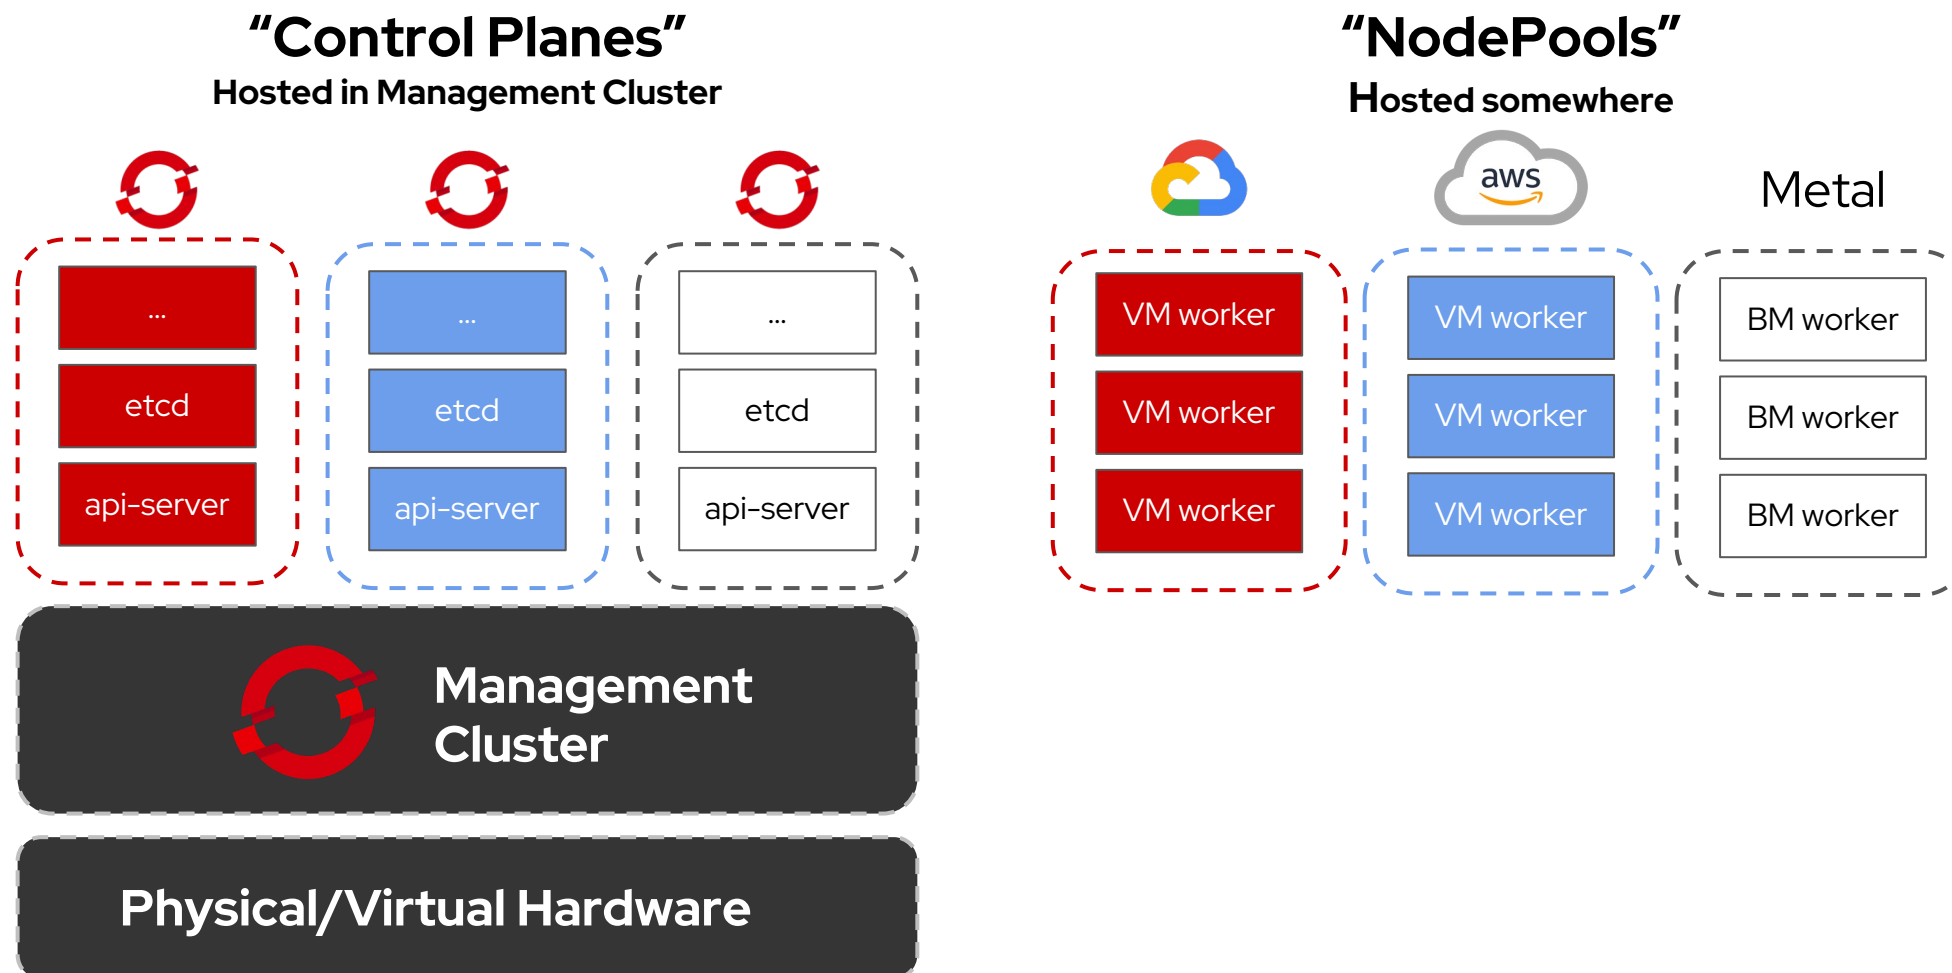 “Control Planes”
Hosted in Management Cluster
...
etcd
api-server
...
etcd
api-server
...
etcd
api-server
Management
Cluster
Physical/Virtual Hardware
“NodePools”
Hosted somewhere
VM worker
VM worker
VM worker
aws
VM worker
VM worker
VM worker
Metal
BM worker
BM worker
BM worker